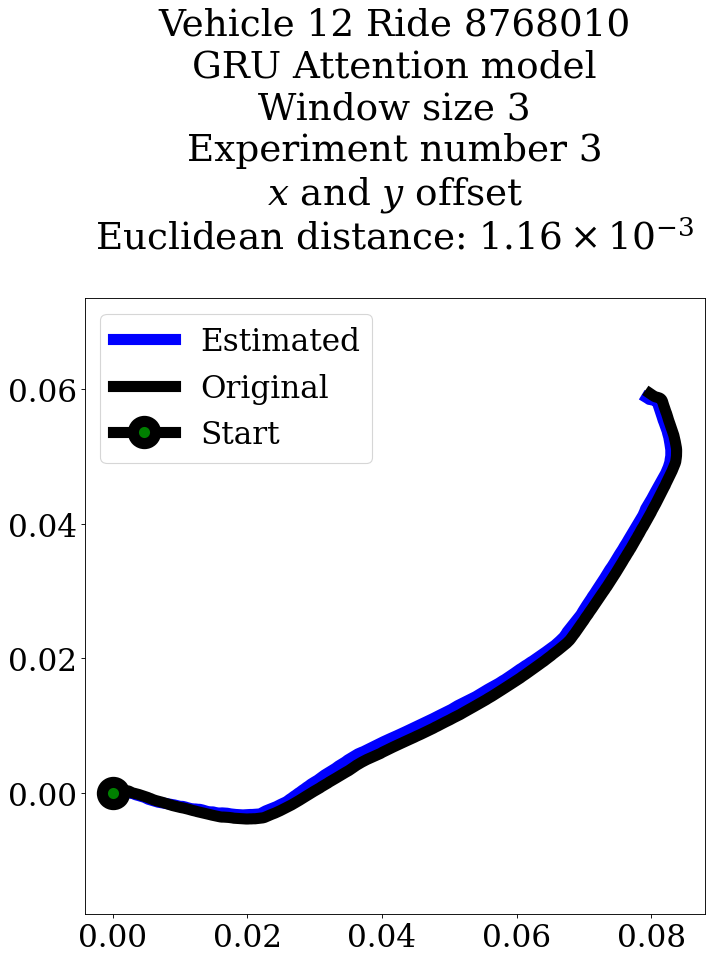 Vehicle 12 Ride 8768010
GRU Attention model
Window size 3
Experiment number 3
x and y offset
Euclidean distance: 1.16 × 10⁻³
Estimated
Original
Start
0.06
0.04
0.02
0.00
0.00 0.02 0.04 0.06 0.08